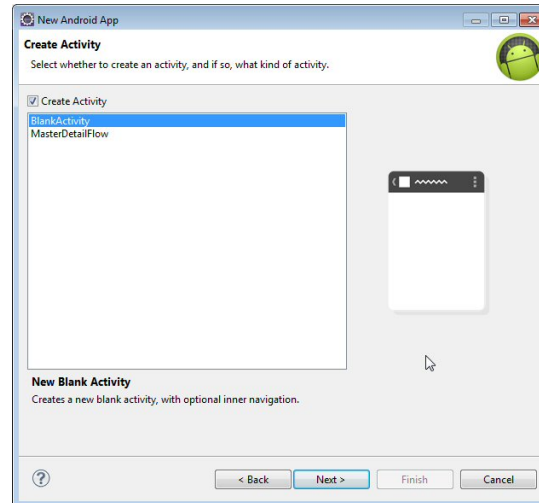 New Android App
Create Activity
Select whether to create an activity, and if so, what kind of activity.
Create Activity
BlankActivity
MasterDetailFlow
New Blank Activity
Creates a new blank activity, with optional inner navigation.
?
< Back Next > Finish Cancel